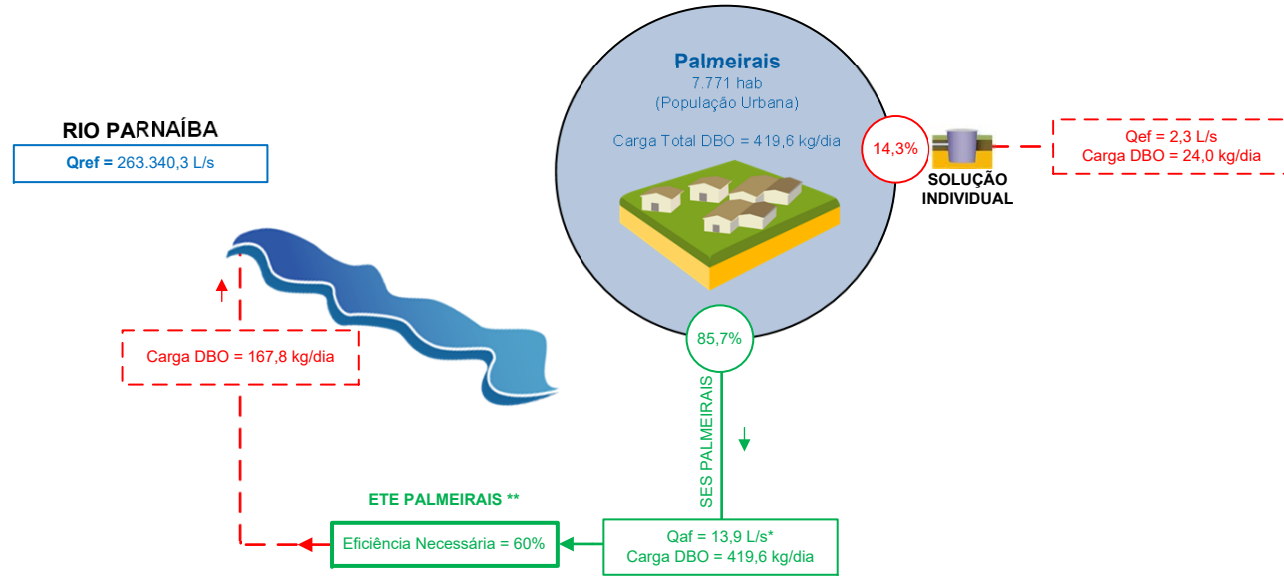 Palmeirais
7.771 hab
(População Urbana)
Carga Total DBO = 419,6 kg/dia
RIO PARNAÍBA
Qref = 263.340,3 L/s
14,3%
SOLUÇÃO
INDIVIDUAL
Qef = 2,3 L/s
Carga DBO = 24,0 kg/dia
85,7%
Carga DBO = 167,8 kg/dia
SES PALMEIRAIS
ETE PALMEIRAIS **
Eficiência Necessária = 60%
Qaf = 13,9 L/s*
Carga DBO = 419,6 kg/dia